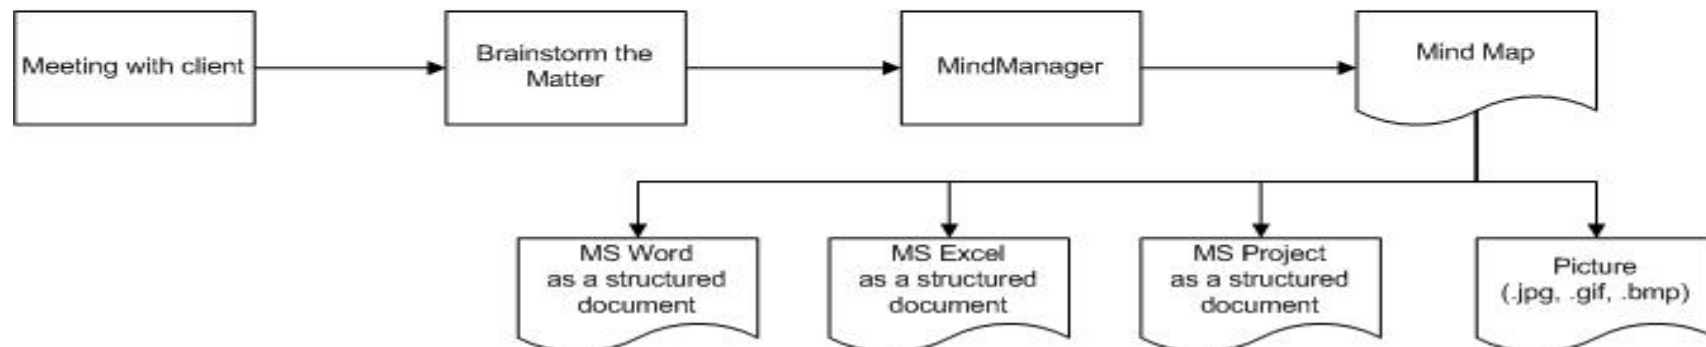 Meeting with client
Brainstorm the
Matter
MindManager
Mind Map
MS Word
as a structured
document
MS Excel
as a structured
document
MS Project
as a structured
document
Picture
(.jpg, .gif, .bmp)